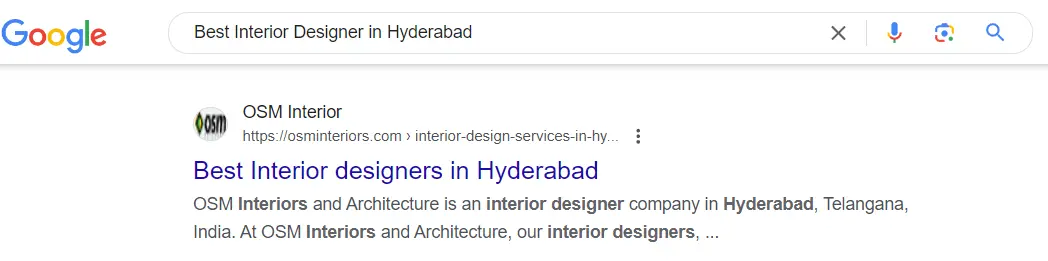 Google
Best Interior Designer in Hyderabad
osm
OSM Interior
https://osminteriors.com › interior-design-services-in-hy...
Best Interior designers in Hyderabad
OSM Interiors and Architecture is an interior designer company in Hyderabad, Telangana,
India. At OSM Interiors and Architecture, our interior designers, ...